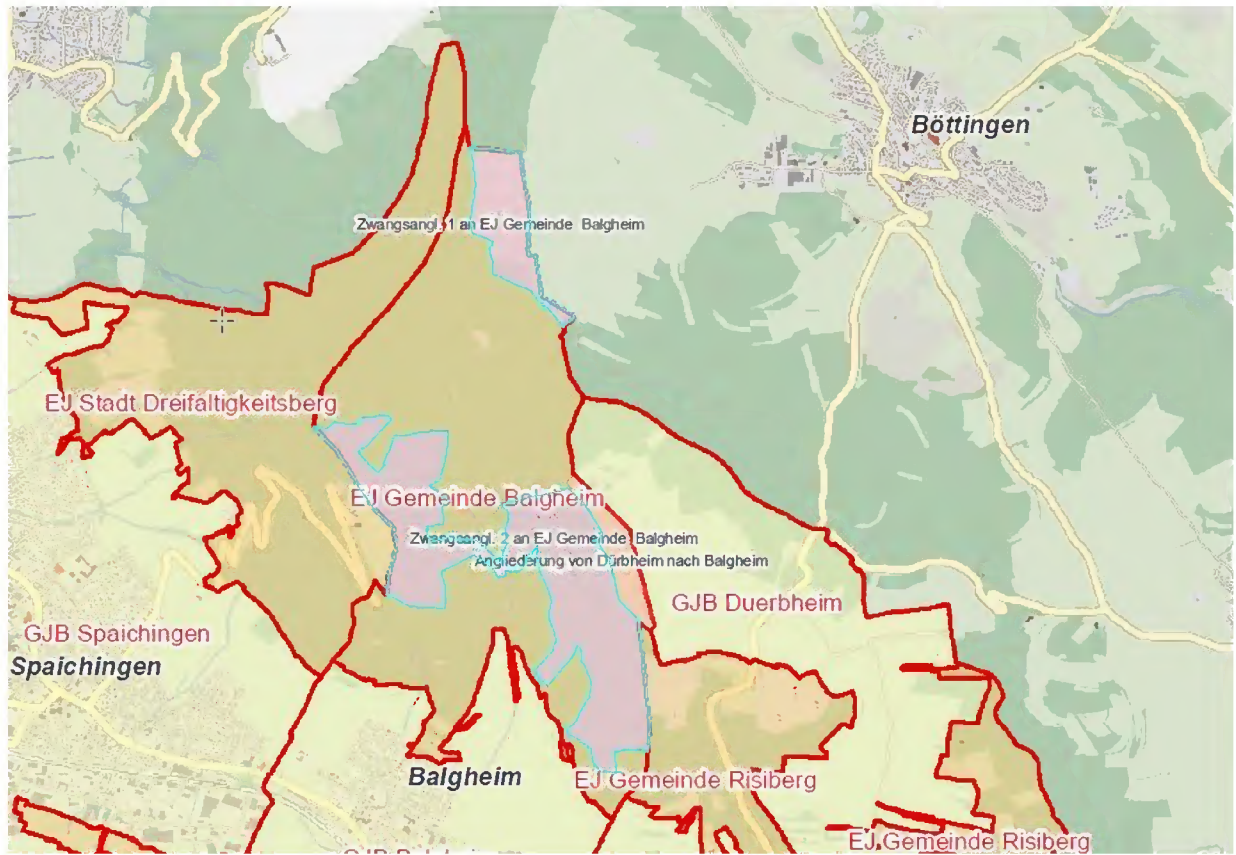 Böttingen
Zwangsangl. 1 an EJ Gemeinde Balgheim
EJ Stadt Dreifaltigkeitsberg
EJ Gemeinde Balgheim
Zwangsangl. 2 an EJ Gemeinde Balgheim
Angliederung von Dürbheim nach Balgheim
GJB Duerbheim
GJB Spaichingen
Spaichingen
Balgheim
EJ Gemeinde Risiberg
EJ Gemeinde Risiberg